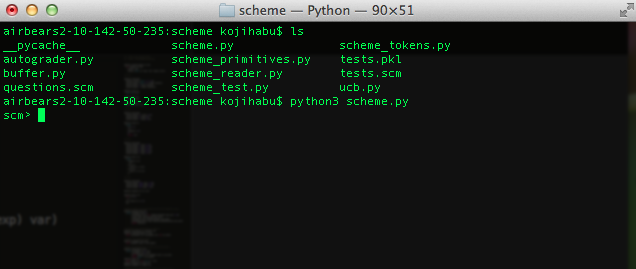 scheme — Python — 90×51
airbears2-10-142-50-235:scheme kojihabu$ ls
__pycache__ scheme.py scheme_tokens.py
autograder.py scheme_primitives.py tests.pkl
buffer.py scheme_reader.py tests.scm
questions.scm scheme_test.py ucb.py
airbears2-10-142-50-235:scheme kojihabu$ python3 scheme.py
scm>
exp) var)